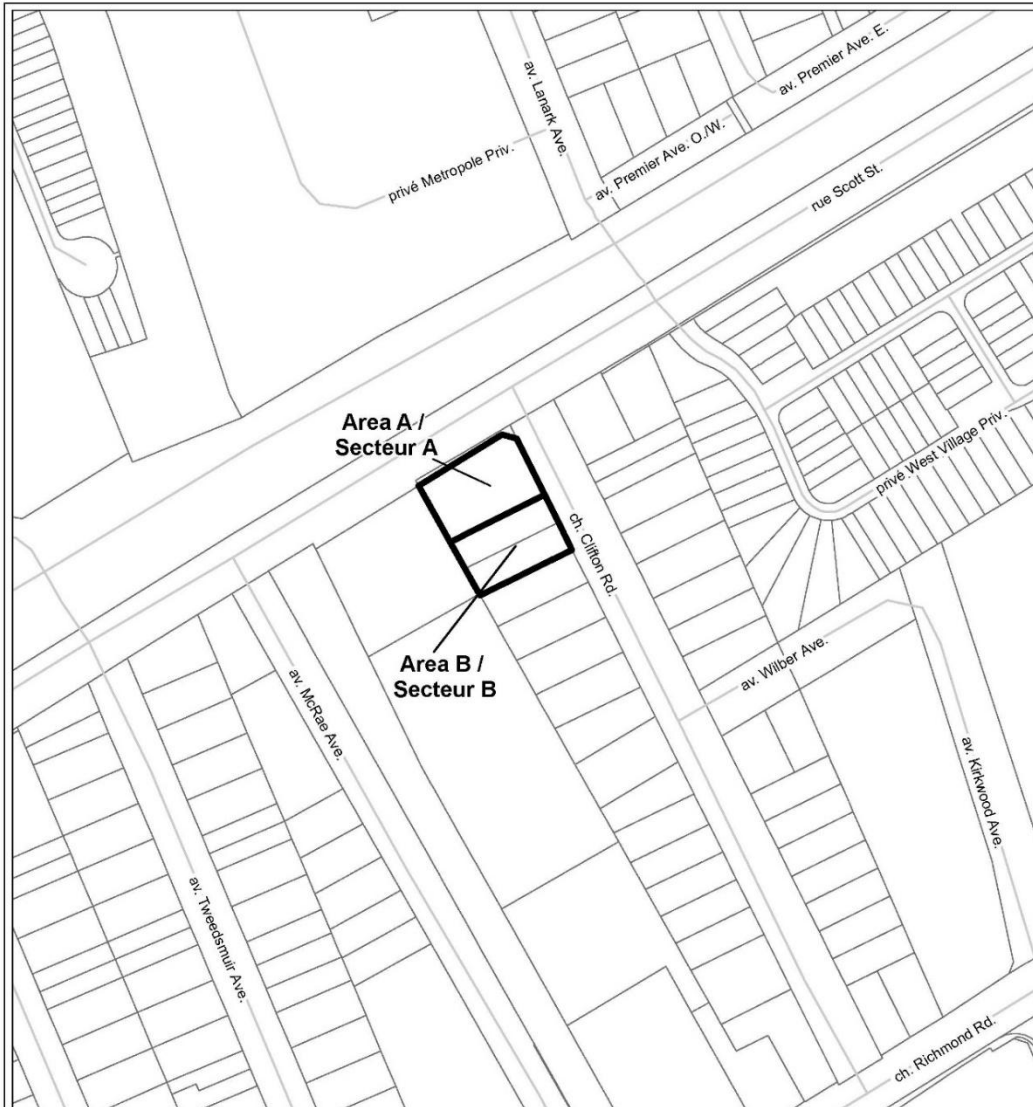 av. Lanark Ave.
av. Premier Ave. E.
privé Metropole Priv.
av. Premier Ave. O./W.
rue Scott St.
Area A /
Secteur A
privé West Village Priv.
ch. Clifton Rd.
Area B /
Secteur B
av. Wilber Ave.
av. McRae Ave.
av. Kirkwood Ave.
av. Tweedsmuir Ave.
ch. Richmond Rd.